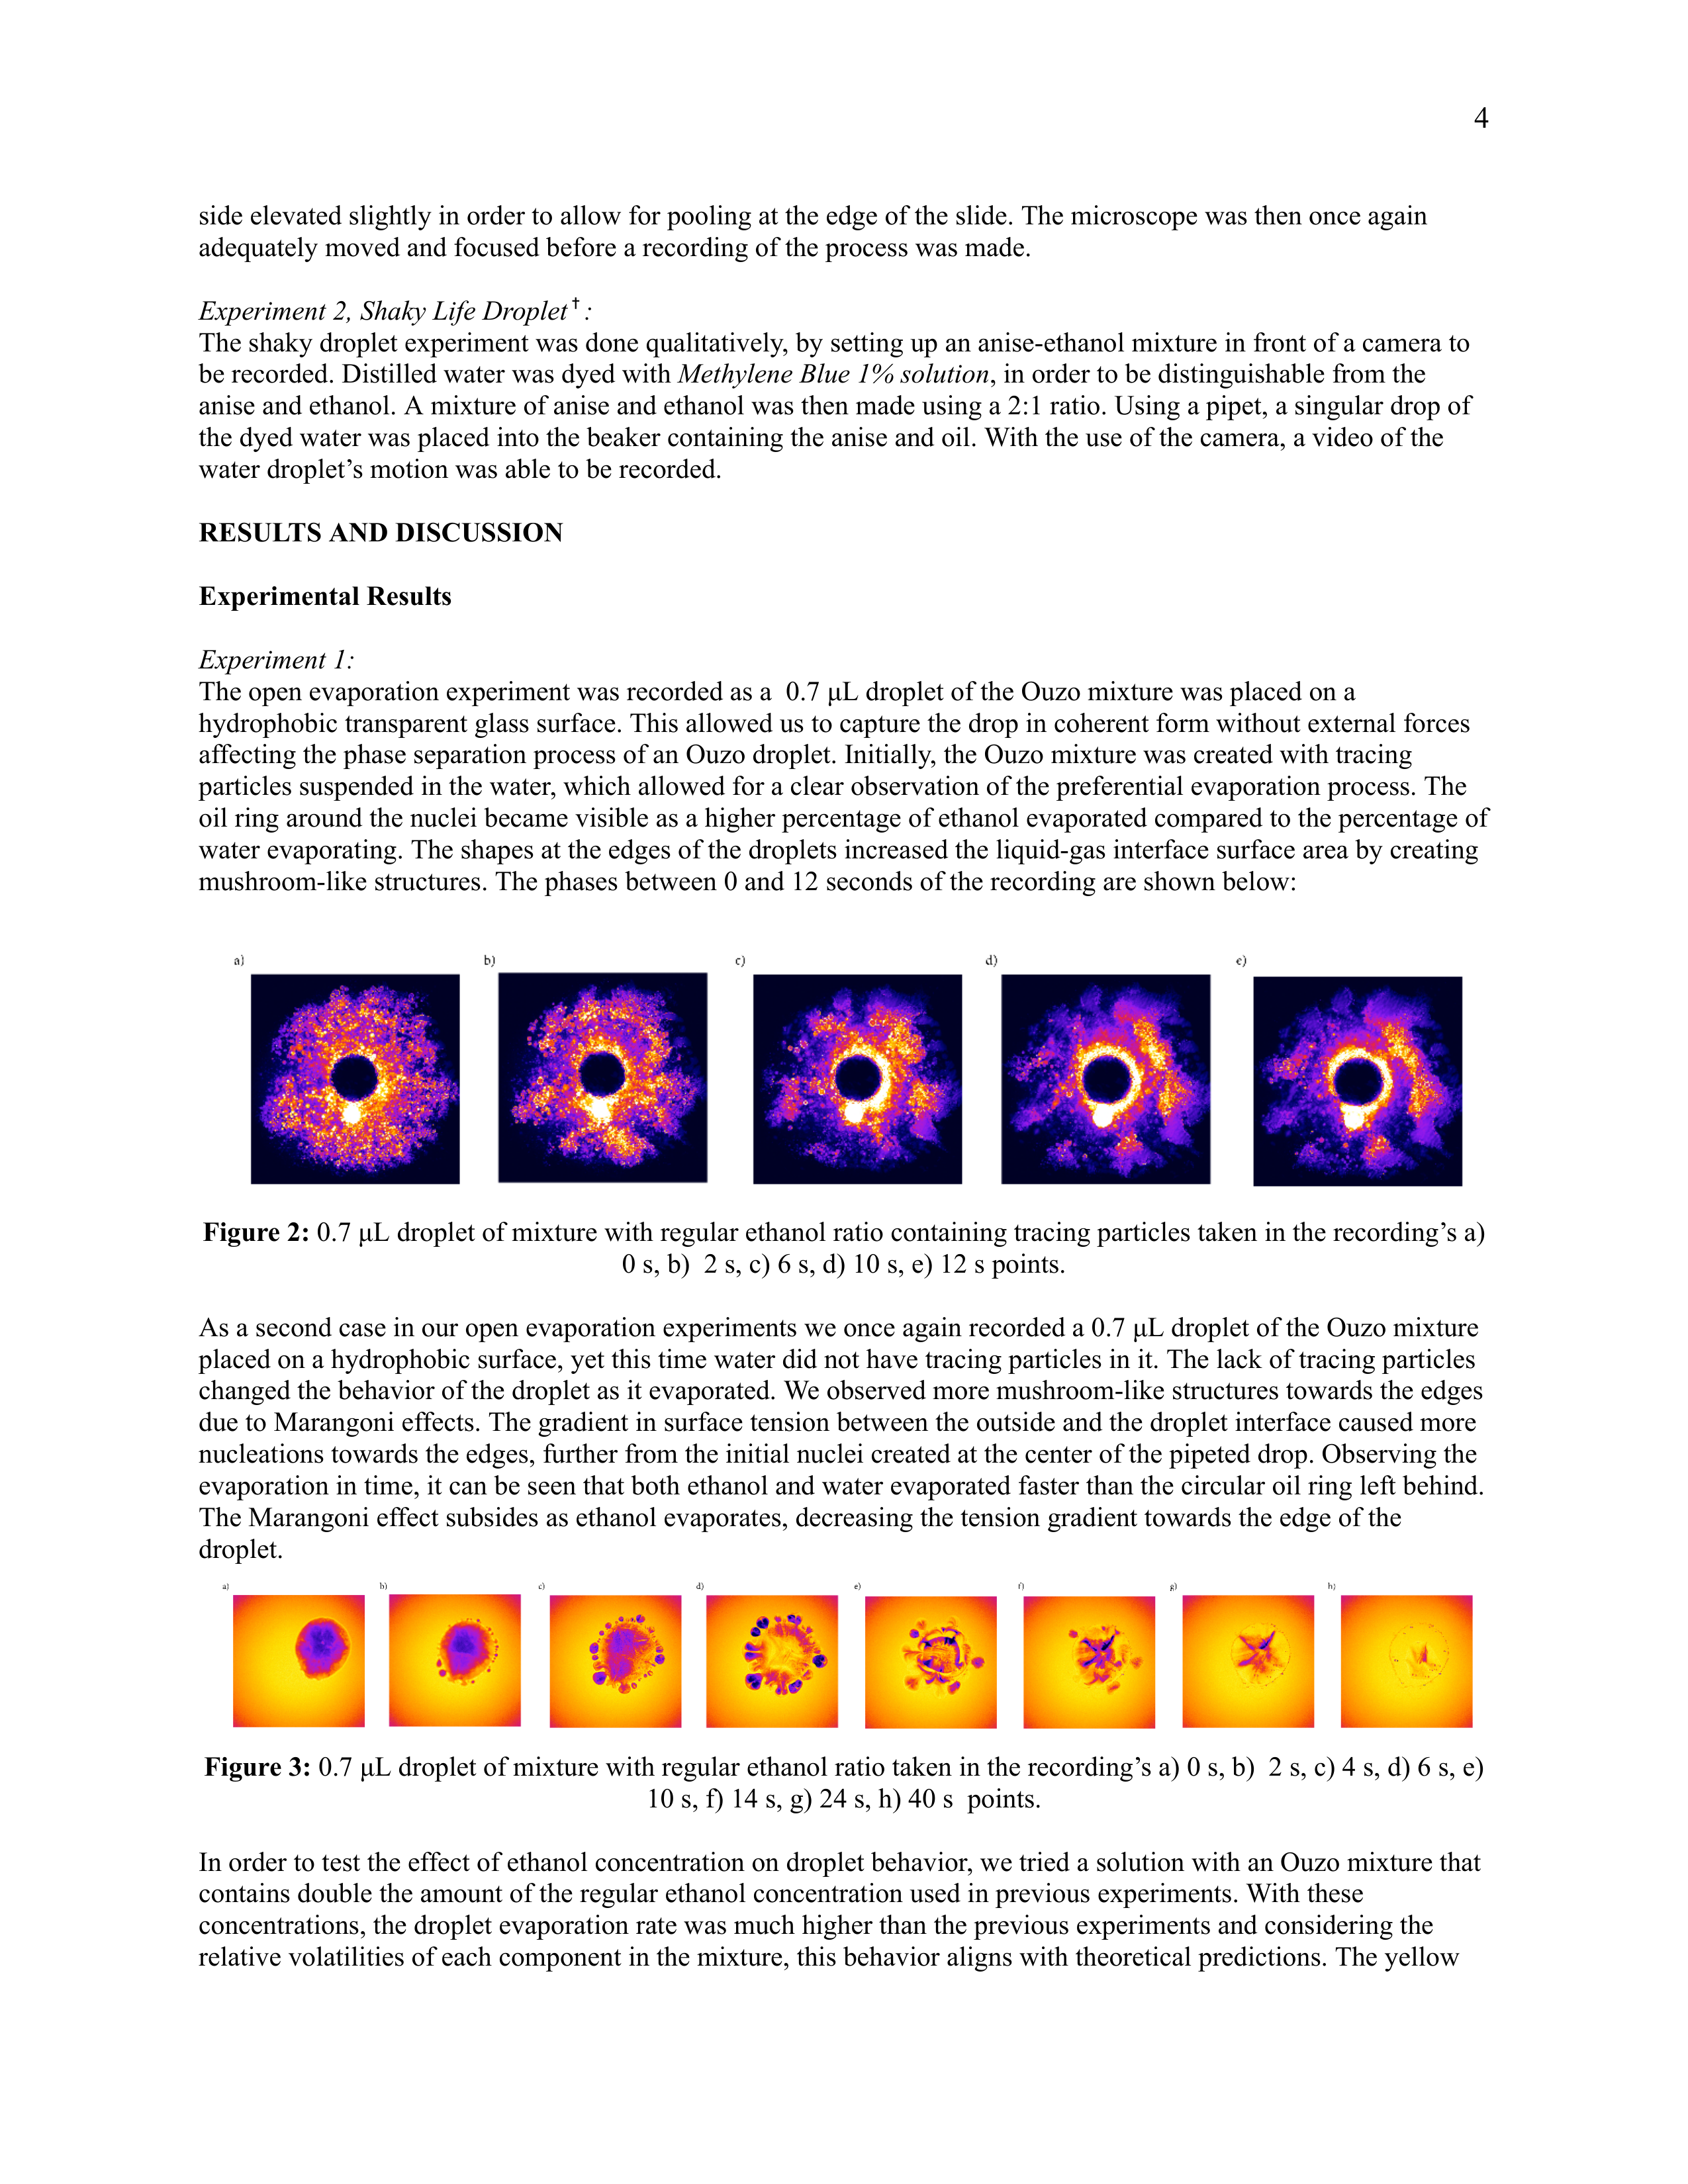 4
side elevated slightly in order to allow for pooling at the edge of the slide. The microscope was then once again
adequately moved and focused before a recording of the process was made.
Experiment 2, Shaky Life Droplet†:
The shaky droplet experiment was done qualitatively, by setting up an anise-ethanol mixture in front of a camera to
be recorded. Distilled water was dyed with Methylene Blue 1% solution, in order to be distinguishable from the
anise and ethanol. A mixture of anise and ethanol was then made using a 2:1 ratio. Using a pipet, a singular drop of
the dyed water was placed into the beaker containing the anise and oil. With the use of the camera, a video of the
water droplet’s motion was able to be recorded.
RESULTS AND DISCUSSION
Experimental Results
Experiment 1:
The open evaporation experiment was recorded as a  0.7 μL droplet of the Ouzo mixture was placed on a
hydrophobic transparent glass surface. This allowed us to capture the drop in coherent form without external forces
affecting the phase separation process of an Ouzo droplet. Initially, the Ouzo mixture was created with tracing
particles suspended in the water, which allowed for a clear observation of the preferential evaporation process. The
oil ring around the nuclei became visible as a higher percentage of ethanol evaporated compared to the percentage of
water evaporating. The shapes at the edges of the droplets increased the liquid-gas interface surface area by creating
mushroom-like structures. The phases between 0 and 12 seconds of the recording are shown below:
a) b) c) d) e)
Figure 2: 0.7 μL droplet of mixture with regular ethanol ratio containing tracing particles taken in the recording’s a)
0 s, b)  2 s, c) 6 s, d) 10 s, e) 12 s points.
As a second case in our open evaporation experiments we once again recorded a 0.7 μL droplet of the Ouzo mixture
placed on a hydrophobic surface, yet this time water did not have tracing particles in it. The lack of tracing particles
changed the behavior of the droplet as it evaporated. We observed more mushroom-like structures towards the edges
due to Marangoni effects. The gradient in surface tension between the outside and the droplet interface caused more
nucleations towards the edges, further from the initial nuclei created at the center of the pipeted drop. Observing the
evaporation in time, it can be seen that both ethanol and water evaporated faster than the circular oil ring left behind.
The Marangoni effect subsides as ethanol evaporates, decreasing the tension gradient towards the edge of the
droplet.
a) b) c) d) e) f) g) h)
Figure 3: 0.7 μL droplet of mixture with regular ethanol ratio taken in the recording’s a) 0 s, b)  2 s, c) 4 s, d) 6 s, e)
10 s, f) 14 s, g) 24 s, h) 40 s  points.
In order to test the effect of ethanol concentration on droplet behavior, we tried a solution with an Ouzo mixture that
contains double the amount of the regular ethanol concentration used in previous experiments. With these
concentrations, the droplet evaporation rate was much higher than the previous experiments and considering the
relative volatilities of each component in the mixture, this behavior aligns with theoretical predictions. The yellow